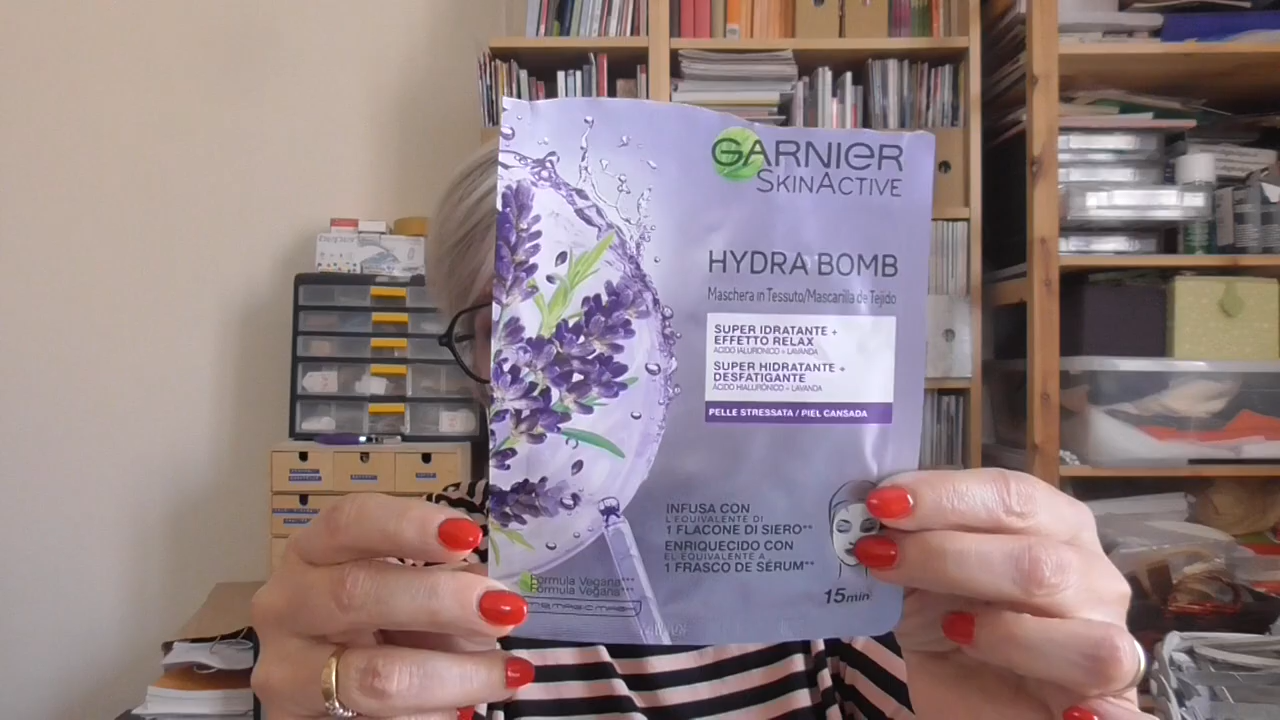 GARNIER
SKINACTIVE
HYDRA BOMB
Maschera in Tessuto/Mascarilla de Tejido
SUPER IDRATANTE +
EFFETTO RELAX
ACIDO IALURONICO + LAVANDA
SUPER HIDRATANTE +
DESFATIGANTE
ÁCIDO HIALURÓNICO + LAVANDA
PELLE STRESSATA / PIEL CANSADA
INFUSA CON
L'EQUIVALENTE DI
1 FLACONE DI SIERO**
ENRIQUECIDO CON
EL EQUIVALENTE A
1 FRASCO DE SÉRUM**
15min
Formula Vegana***
Fórmula Vegana***